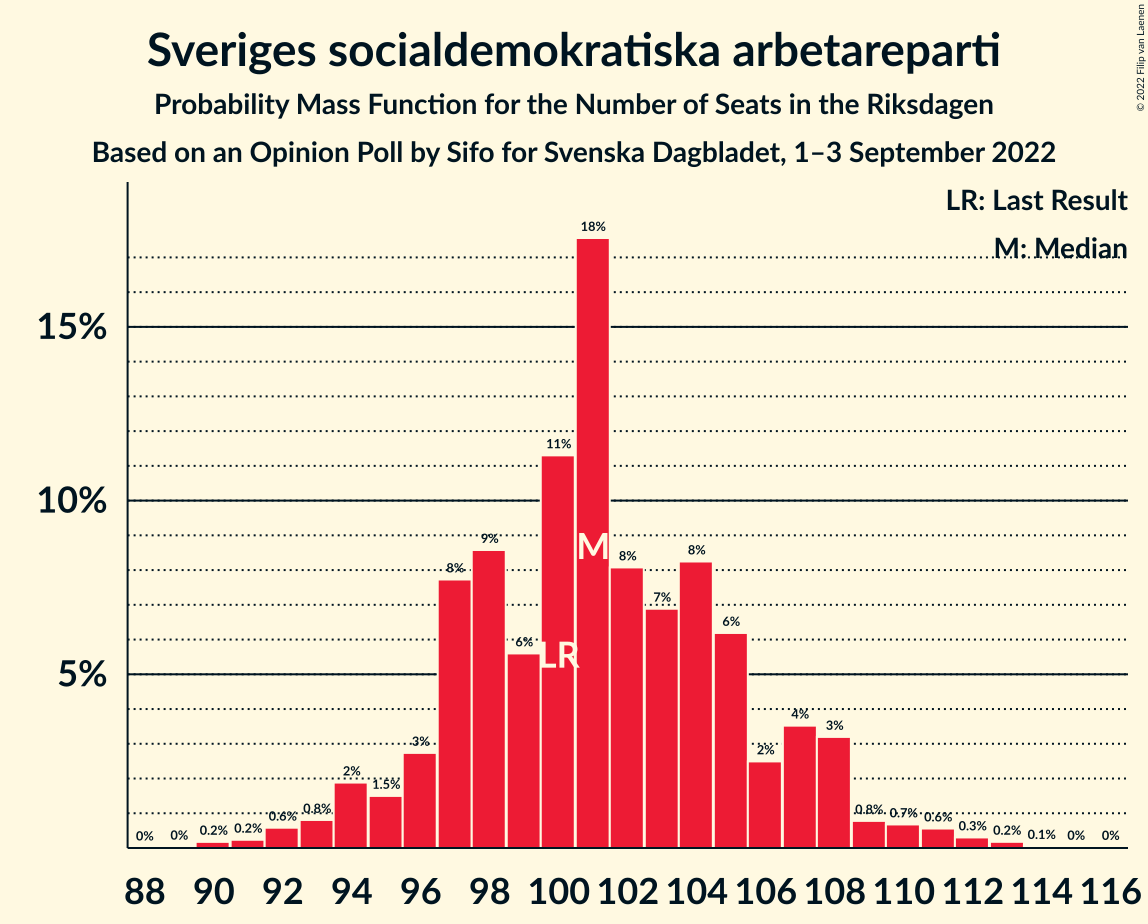 Sveriges socialdemokratiska arbetareparti
Probability Mass Function for the Number of Seats in the Riksdagen
Based on an Opinion Poll by Sifo for Svenska Dagbladet, 1–3 September 2022
© 2022 Filip van Laenen
LR: Last Result
M: Median
15%
10%
5%
0% 0% 0.2% 0.2% 0.6% 0.8% 2% 1.5% 3% 8% 9% 6% 11% 18% 8% 7% 8% 6% 2% 4% 3% 0.8% 0.7% 0.6% 0.3% 0.2% 0.1% 0% 0%
M
LR
88 90 92 94 96 98 100 102 104 106 108 110 112 114 116